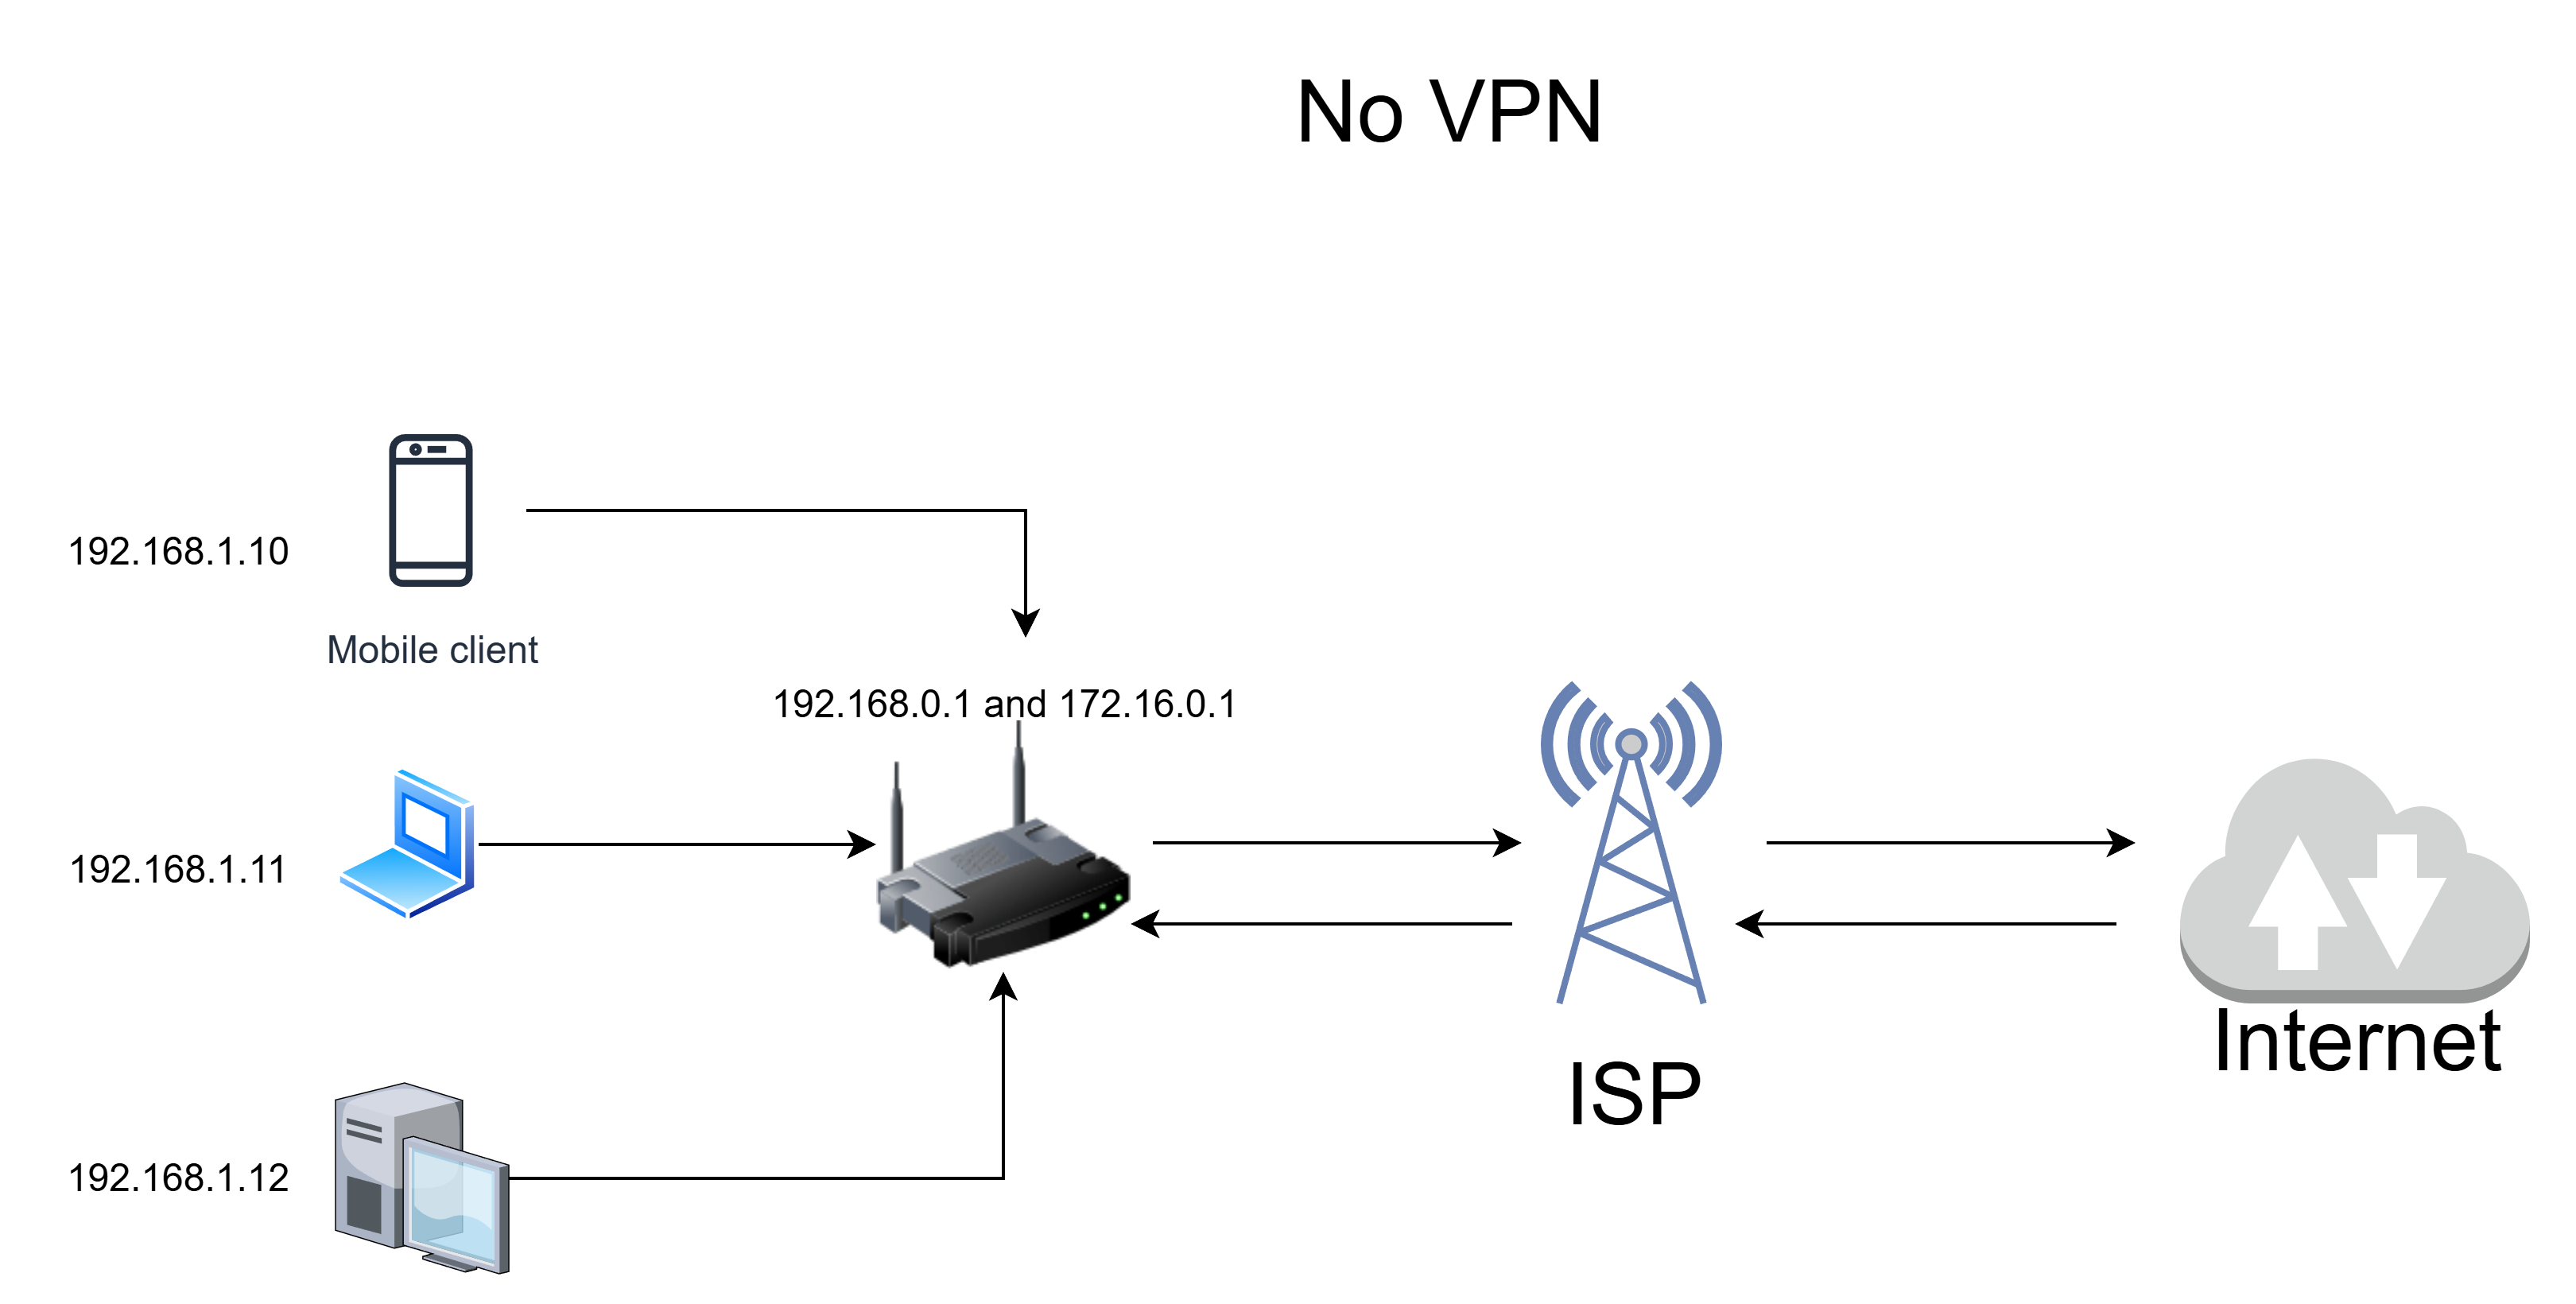 No VPN
192.168.1.10
Mobile client
192.168.0.1 and 172.16.0.1
192.168.1.11
Internet
ISP
192.168.1.12